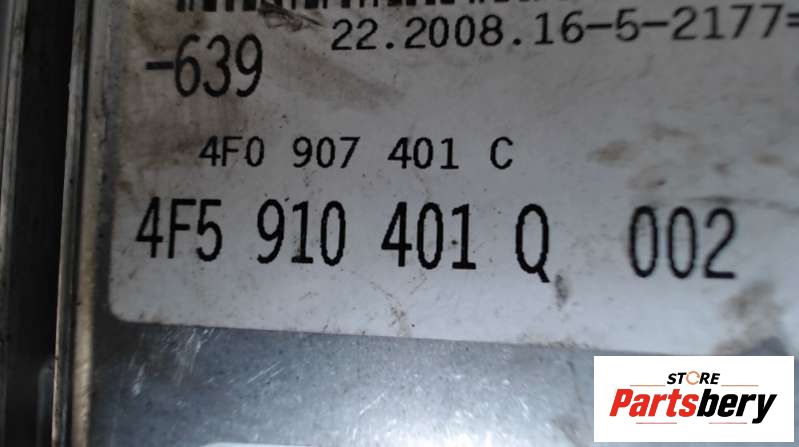 22.2008.16-5-2177=
-639
4F0 907 401 C
4F5 910 401 Q 002
STORE
Partsbery